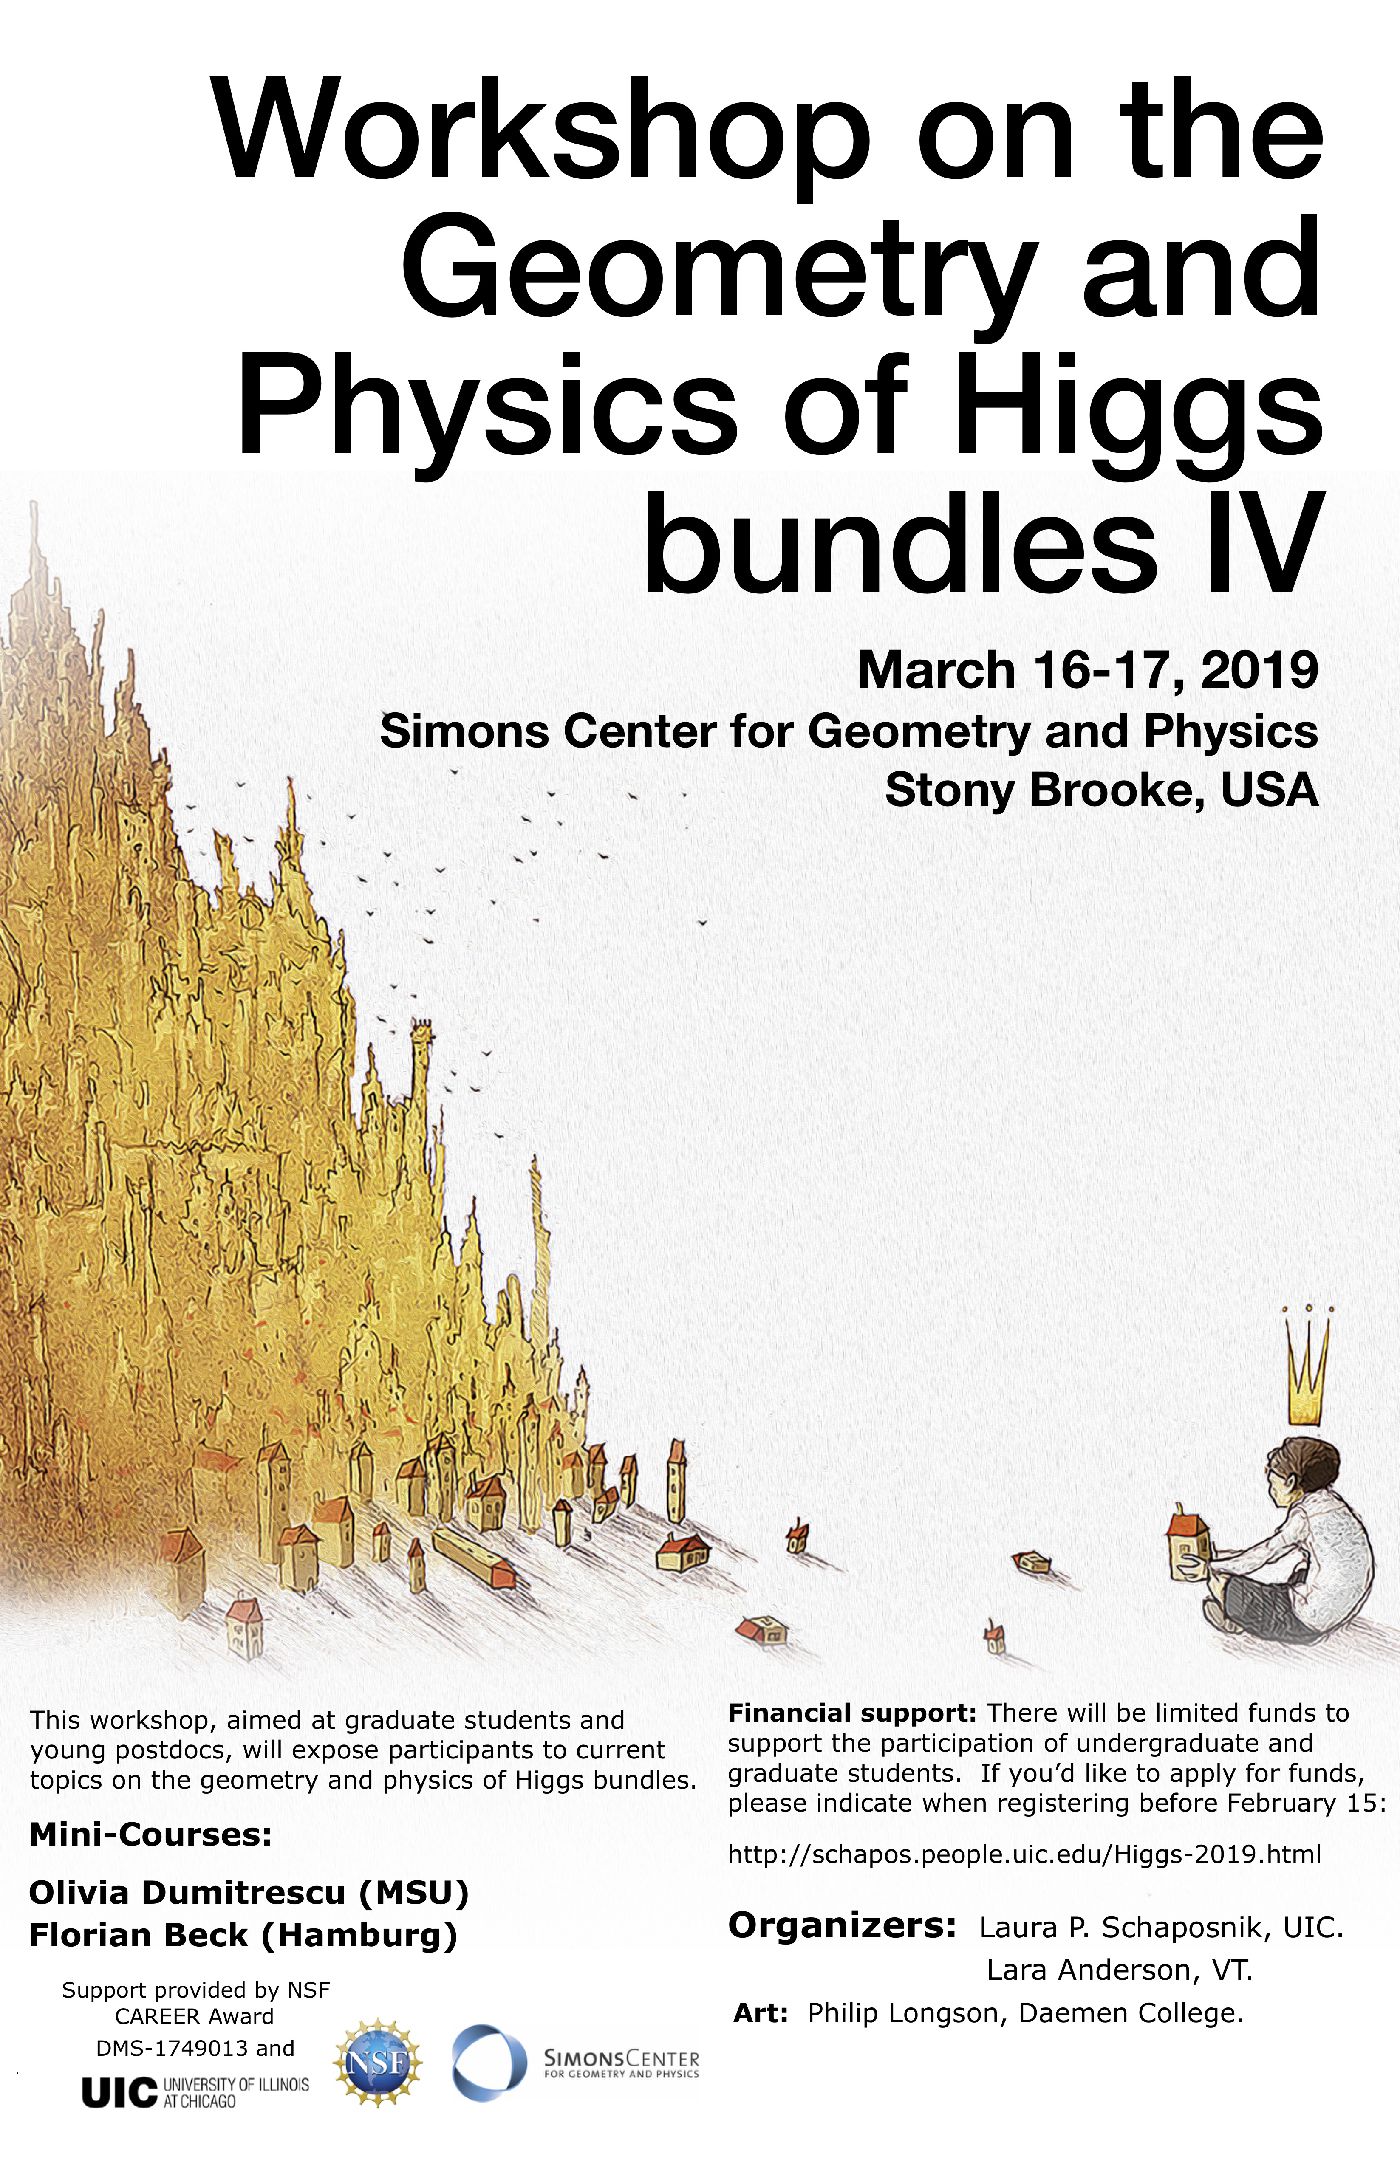 Workshop on the
Geometry and
Physics of Higgs
bundles IV
March 16-17, 2019
Simons Center for Geometry and Physics
Stony Brooke, USA
This workshop, aimed at graduate students and
young postdocs, will expose participants to current
topics on the geometry and physics of Higgs bundles.
Mini-Courses:
Olivia Dumitrescu (MSU)
Florian Beck (Hamburg)
Support provided by NSF
CAREER Award
DMS-1749013 and
UIC UNIVERSITY OF ILLINOIS
AT CHICAGO
NSF
SIMONS CENTER
FOR GEOMETRY AND PHYSICS
Financial support: There will be limited funds to
support the participation of undergraduate and
graduate students.  If you'd like to apply for funds,
please indicate when registering before February 15:
http://schapos.people.uic.edu/Higgs-2019.html
Organizers: Laura P. Schaposnik, UIC.
Lara Anderson, VT.
Art: Philip Longson, Daemen College.